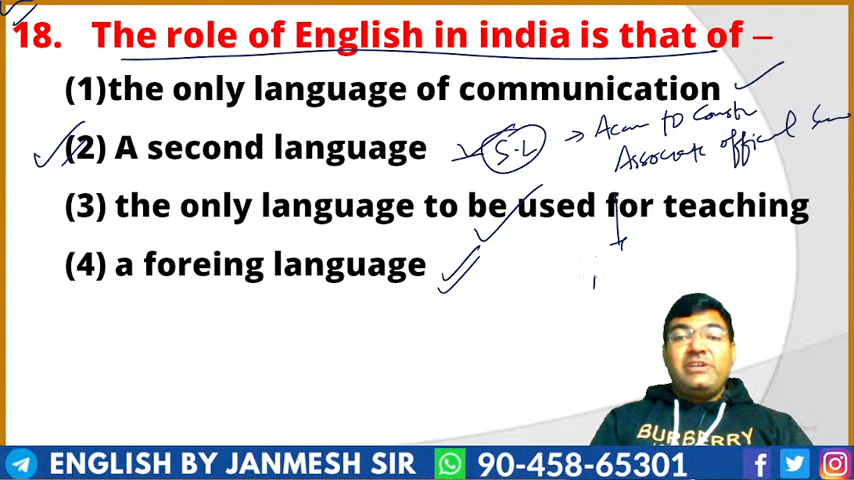 18. The role of English in india is that of –
(1)the only language of communication
(2) A second language
S.L → Acc to Const
Associate official
(3) the only language to be used for teaching
(4) a foreing language
BURBERRY
ENGLISH BY JANMESH SIR 90-458-65301